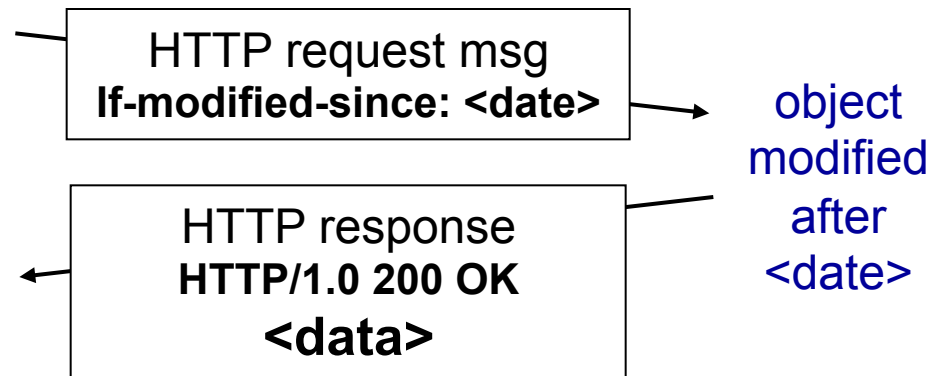 HTTP request msg
If-modified-since: <date>
object
modified
after
<date>
HTTP response
HTTP/1.0 200 OK
<data>